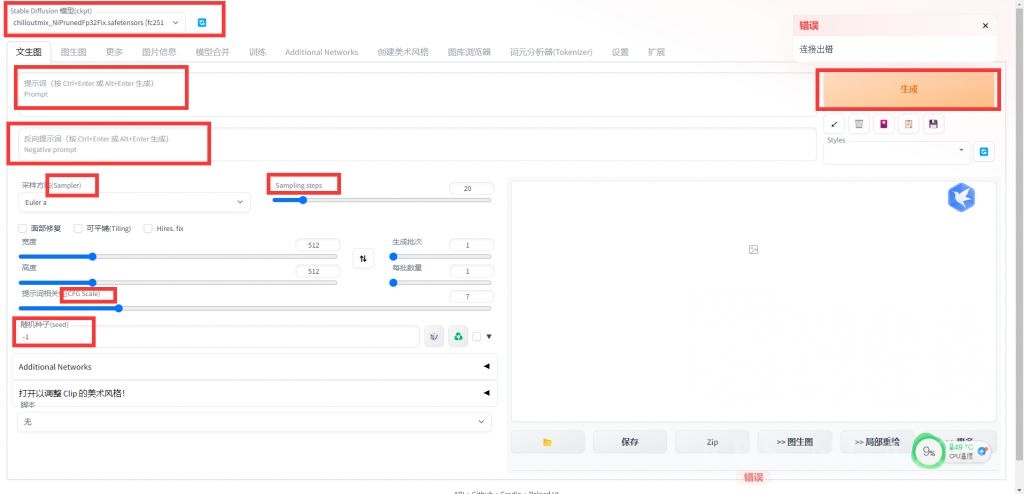 Stable Diffusion 模型(ckpt)
chilloutmix_NiPrunedFp32Fix.safetensors [fc251
错误
连接出错
文生图 图生图 更多 图片信息 模型合并 训练 Additional Networks 创建美术风格 图库浏览器 词元分析器(Tokenizer) 设置 扩展
提示词（按 Ctrl+Enter 或 Alt+Enter 生成）
Prompt
生成
反向提示词（按 Ctrl+Enter 或 Alt+Enter 生成）
Negative prompt
Styles
采样方法(Sampler)
Euler a
Sampling steps
20
面部修复 可平铺(Tiling) Hires. fix
宽度
512
高度
512
生成批次
1
每批数量
1
提示词相关性(CFG Scale)
7
随机种子(seed)
-1
Additional Networks
打开以调整 Clip 的美术风格！
脚本
无
保存 Zip >> 图生图 >> 局部重绘 >> 更多
9%
49 °C
CPU温度
错误
API • Github • Gradio • Reload UI